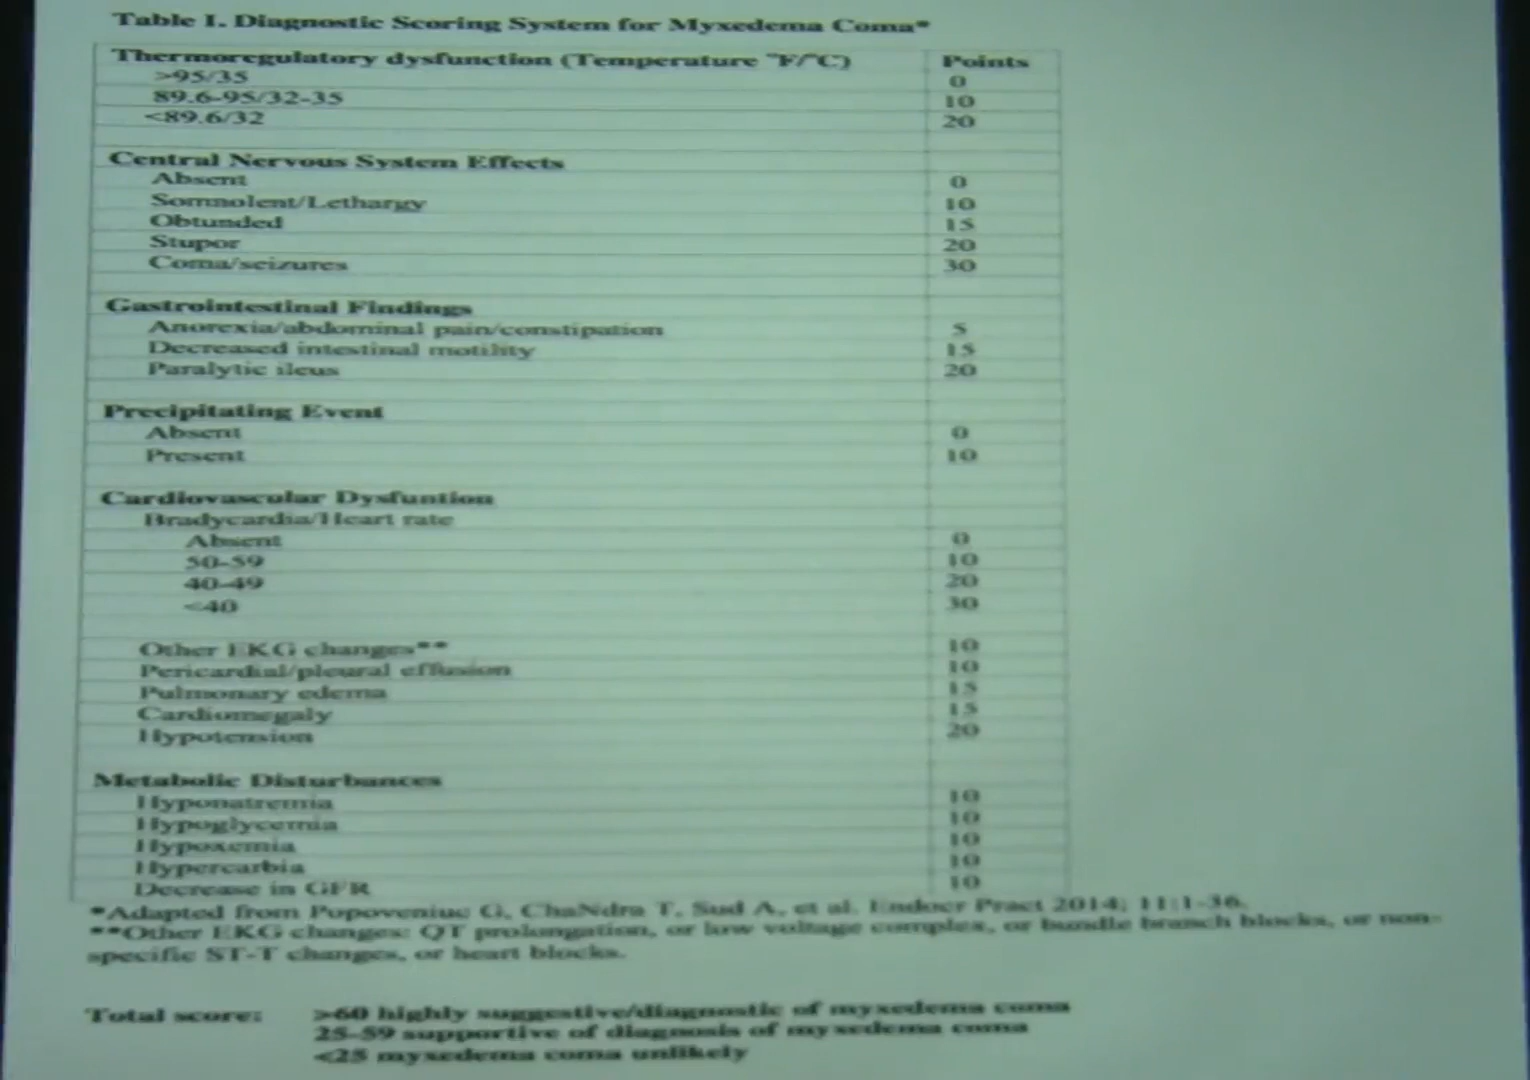 Table 1. Diagnostic Scoring System for Myxedema Coma*
Thermoregulatory dysfunction (Temperature °F/°C) Points
>95/35 0
89.6-95/32-35 10
<89.6/32 20
Central Nervous System Effects
Absent 0
Somnolent/Lethargy 10
Obtunded 15
Stupor 20
Coma/seizures 30
Gastrointestinal Findings
Anorexia/abdominal pain/constipation 5
Decreased intestinal motility 15
Paralytic ileus 20
Precipitating Event
Absent 0
Present 10
Cardiovascular Dysfuntion
Bradycardia/Heart rate
Absent 0
50-59 10
40-49 20
<40 30
Other EKG changes** 10
Pericardial/pleural effusion 10
Pulmonary edema 15
Cardiomegaly 15
Hypotension 20
Metabolic Disturbances
Hyponatremia 10
Hypoglycemia 10
Hypoxemia 10
Hypercarbia 10
Decrease in GFR 10
*Adapted from Popoveniuc G, ChaNdra T, Sud A, et al. Endocr Pract 2014; 11:1-36.
**Other EKG changes: QT prolongation, or low voltage complex, or bundle branch blocks, or non-
specific ST-T changes, or heart blocks.
Total score: >60 highly suggestive/diagnostic of myxedema coma
25-59 supportive of diagnosis of myxedema coma
<25 myxedema coma unlikely